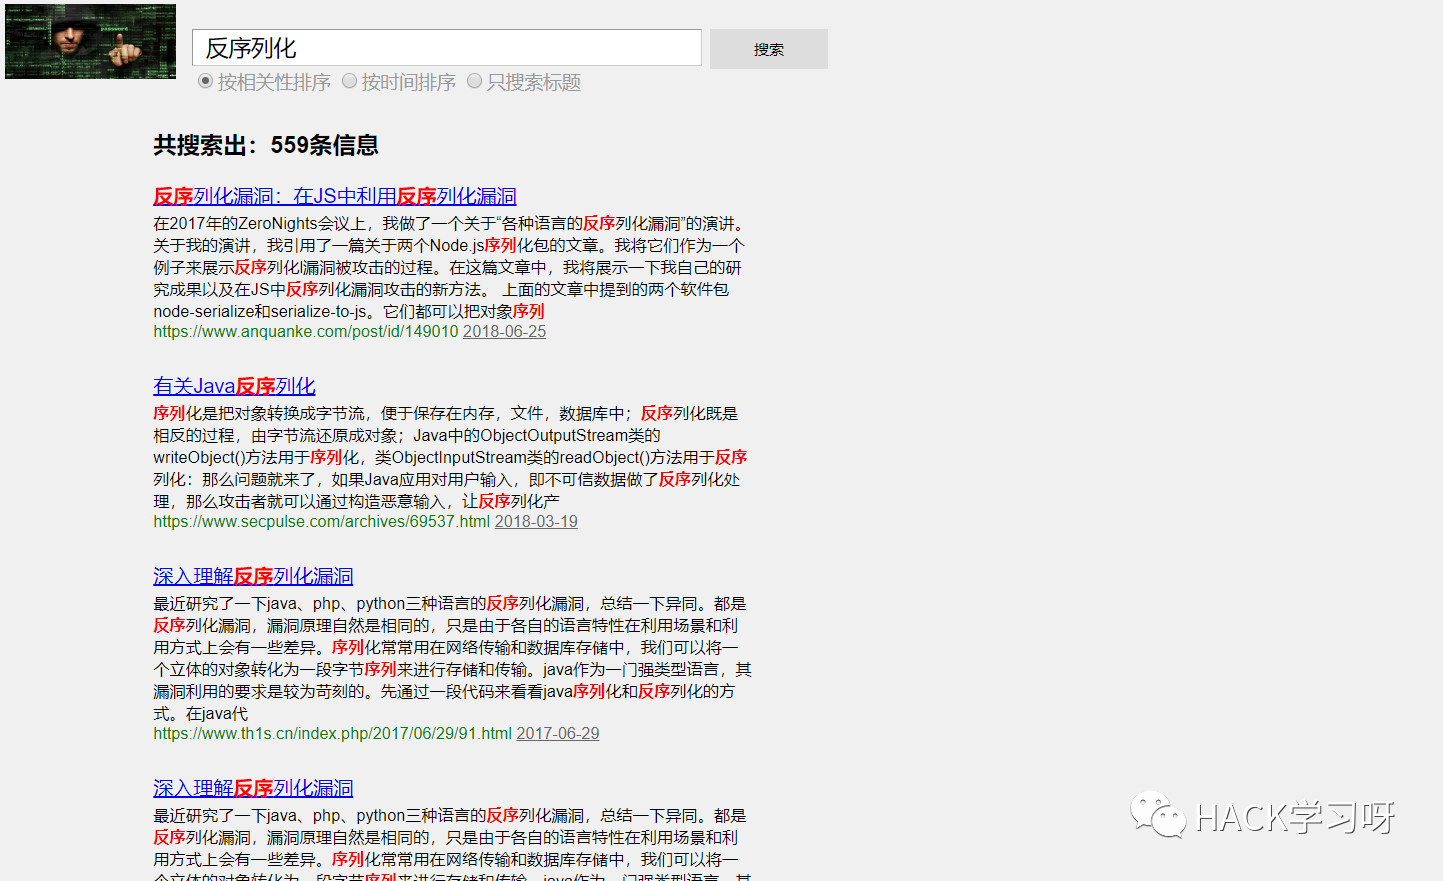 password
反序列化
搜索
按相关性排序 按时间排序 只搜索标题
共搜索出：559条信息
反序列化漏洞：在JS中利用反序列化漏洞
在2017年的ZeroNights会议上，我做了一个关于“各种语言的反序列化漏洞”的演讲。
关于我的演讲，我引用了一篇关于两个Node.js序列化包的文章。我将它们作为一个
例子来展示反序列化l漏洞被攻击的过程。在这篇文章中，我将展示一下我自己的研
究成果以及在JS中反序列化漏洞攻击的新方法。 上面的文章中提到的两个软件包
node-serialize和serialize-to-js。它们都可以把对象序列
https://www.anquanke.com/post/id/149010 2018-06-25
有关Java反序列化
序列化是把对象转换成字节流，便于保存在内存，文件，数据库中；反序列化既是
相反的过程，由字节流还原成对象；Java中的ObjectOutputStream类的
writeObject()方法用于序列化，类ObjectInputStream类的readObject()方法用于反序
列化：那么问题就来了，如果Java应用对用户输入，即不可信数据做了反序列化处
理，那么攻击者就可以通过构造恶意输入，让反序列化产
https://www.secpulse.com/archives/69537.html 2018-03-19
深入理解反序列化漏洞
最近研究了一下java、php、python三种语言的反序列化漏洞，总结一下异同。都是
反序列化漏洞，漏洞原理自然是相同的，只是由于各自的语言特性在利用场景和利
用方式上会有一些差异。序列化常常用在网络传输和数据库存储中，我们可以将一
个立体的对象转化为一段字节序列来进行存储和传输。java作为一门强类型语言，其
漏洞利用的要求是较为苛刻的。先通过一段代码来看看java序列化和反序列化的方
式。在java代
https://www.th1s.cn/index.php/2017/06/29/91.html 2017-06-29
深入理解反序列化漏洞
最近研究了一下java、php、python三种语言的反序列化漏洞，总结一下异同。都是
反序列化漏洞，漏洞原理自然是相同的，只是由于各自的语言特性在利用场景和利
用方式上会有一些差异。序列化常常用在网络传输和数据库存储中，我们可以将一
个立体的对象转化为一段字节序列来进行存储和传输。java作为一门强类型语言，其
HACK学习呀